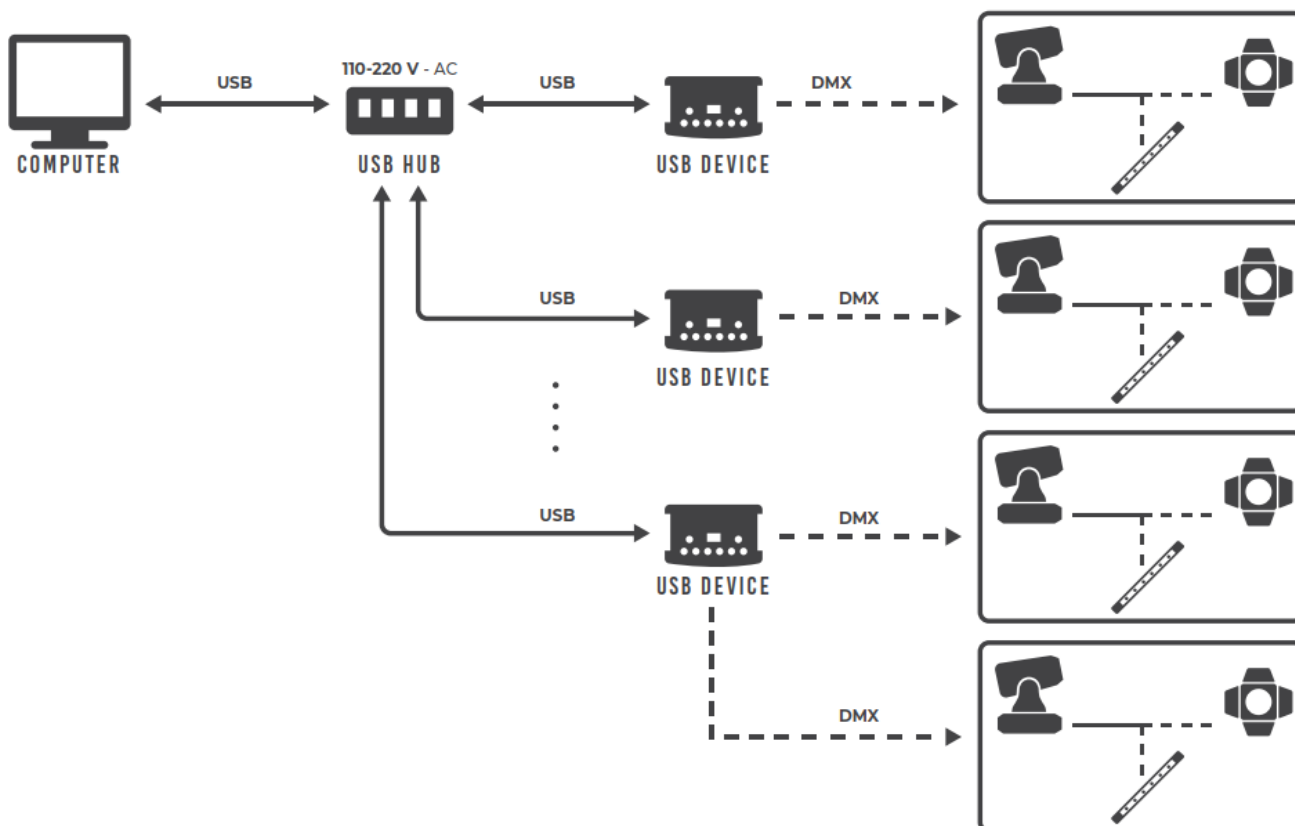 110-220 V - AC
USB
USB
DMX
COMPUTER
USB HUB
USB DEVICE
USB
DMX
USB DEVICE
USB
DMX
USB DEVICE
DMX